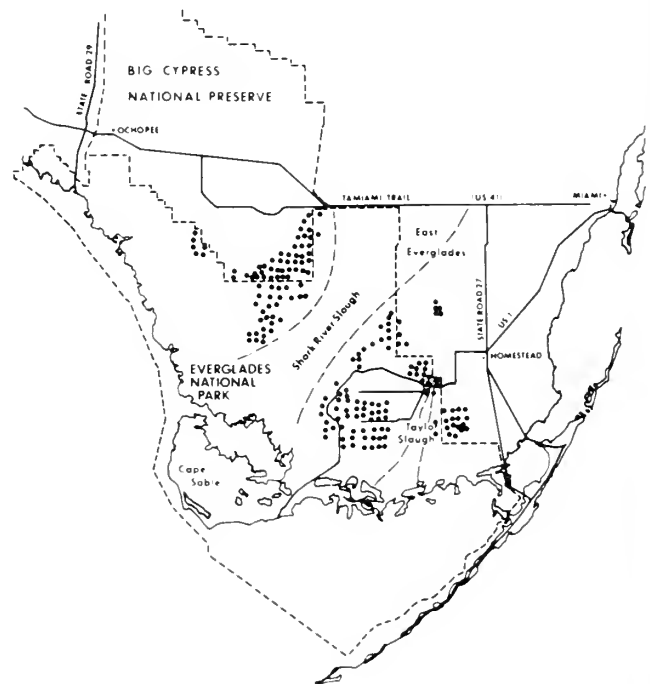 STATE ROAD 29
BIG CYPRESS
NATIONAL PRESERVE
OCHOPEE
TAMIAMI TRAIL
(US 41)
MIAMI
East
Everglades
STATE ROAD 27
US 1
Shark River Slough
HOMESTEAD
EVERGLADES
NATIONAL
PARK
Taylor
Slough
Cape
Sable